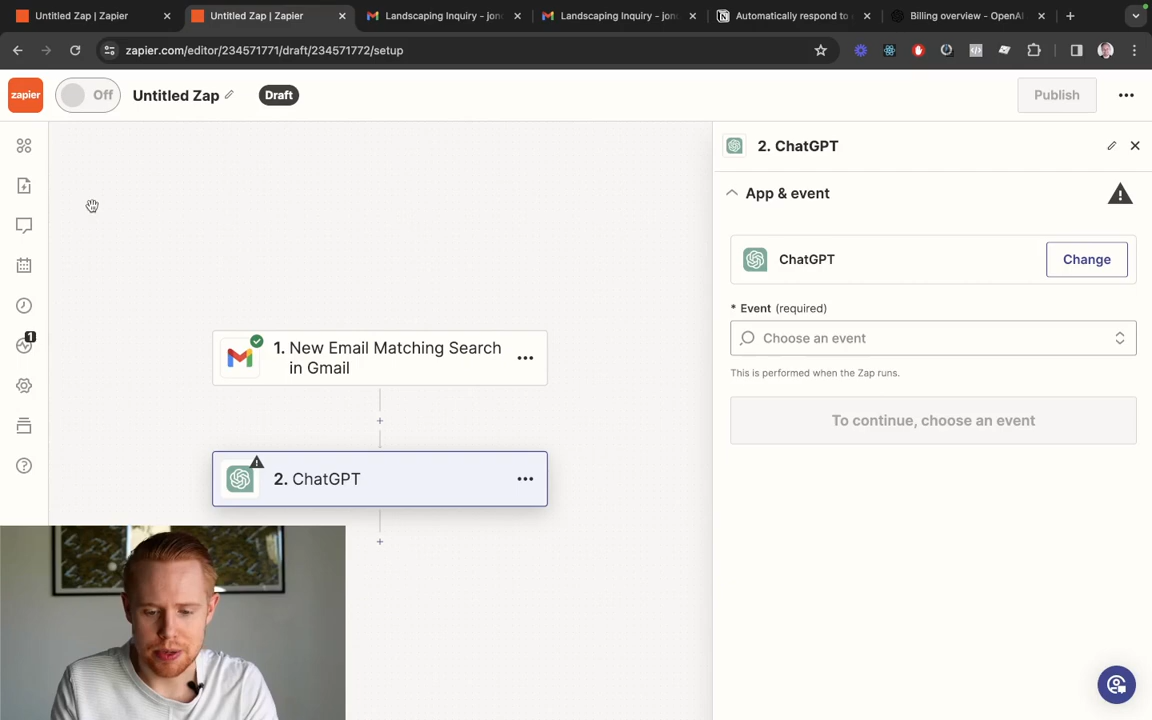 Untitled Zap | Zapier
Untitled Zap | Zapier
Landscaping Inquiry - jon
Landscaping Inquiry - jon
Automatically respond to
Billing overview - OpenAI
zapier.com/editor/234571771/draft/234571772/setup
zapier
Off
Untitled Zap
Draft
Publish
2. ChatGPT
App & event
ChatGPT
Change
* Event (required)
Choose an event
This is performed when the Zap runs.
To continue, choose an event
1. New Email Matching Search
in Gmail
2. ChatGPT
1